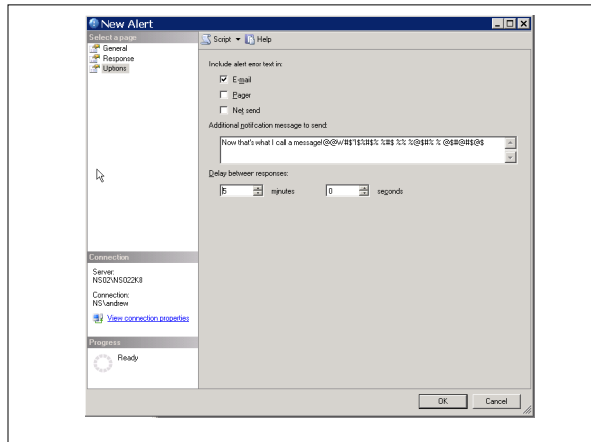 New Alert
Select a page
General
Response
Options
Script
Help
Include alert error text in:
E-mail
Pager
Net send
Additional notification message to send:
Now that's what I call a message!
Delay between responses:
5 minutes 0 seconds
Connection
Server:
NS02\NS022K8
Connection:
NS\andrew
View connection properties
Progress
Ready
OK Cancel